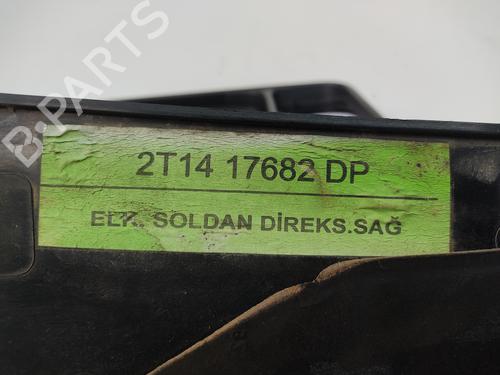 B-PARTS
2T14 17682 DP
ELK. SOLDAN DİREKS.SAĞ